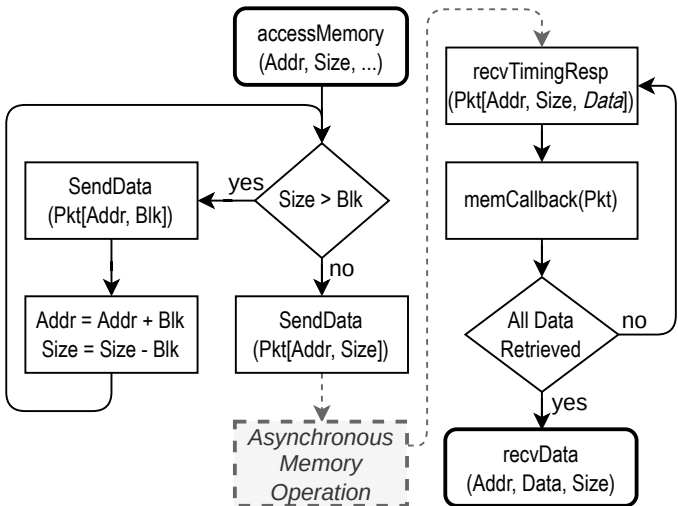 accessMemory
(Addr, Size, ...)
Size > Blk
yes
SendData
(Pkt[Addr, Blk])
Addr = Addr + Blk
Size = Size - Blk
no
SendData
(Pkt[Addr, Size])
Asynchronous
Memory
Operation
recvTimingResp
(Pkt[Addr, Size, Data])
memCallback(Pkt)
All Data
Retrieved
no
yes
recvData
(Addr, Data, Size)